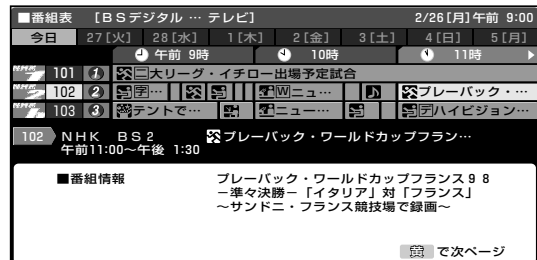 ■番組表 [BSデジタル … テレビ] 2/26[月]午前 9:00
今日 27[火] 28[水] 1[木] 2[金] 3[土] 4[日] 5[月]
午前 9時 10時 11時
101 1 二大リーグ・イチロー出場予定試合
102 2 字… Wニュ… プレーバック・…
103 3 テントで… ニュー… デハイビジョン…
102 NHK BS2 プレーバック・ワールドカップフラン…
午前11:00~午後 1:30
■番組情報 プレーバック・ワールドカップフランス98
-準々決勝-「イタリア」対「フランス」
~サンドニ・フランス競技場で録画~
黄 で次ページ